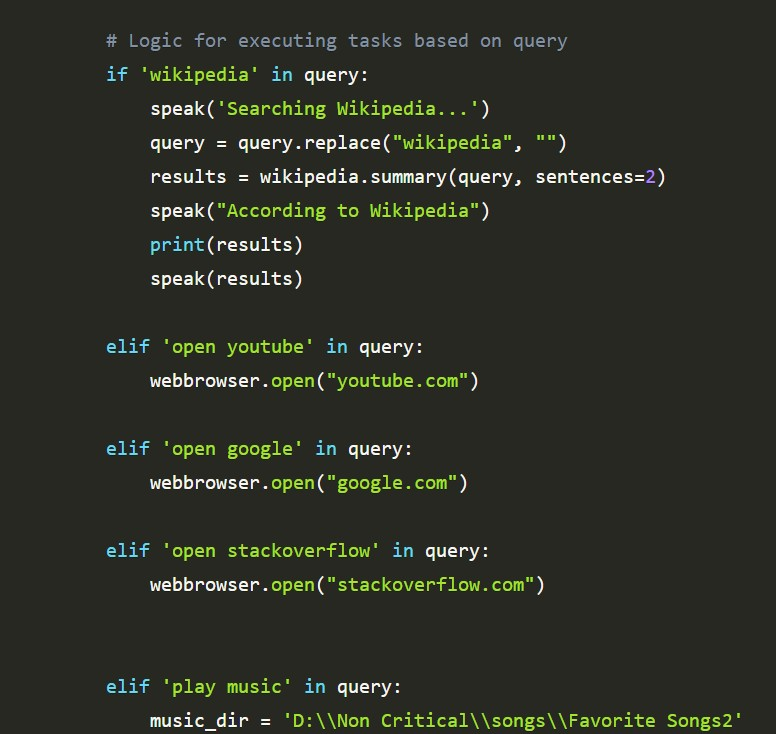 # Logic for executing tasks based on query
if 'wikipedia' in query:
speak('Searching Wikipedia...')
query = query.replace("wikipedia", "")
results = wikipedia.summary(query, sentences=2)
speak("According to Wikipedia")
print(results)
speak(results)
elif 'open youtube' in query:
webbrowser.open("youtube.com")
elif 'open google' in query:
webbrowser.open("google.com")
elif 'open stackoverflow' in query:
webbrowser.open("stackoverflow.com")
elif 'play music' in query:
music_dir = 'D:\\Non Critical\\songs\\Favorite Songs2'